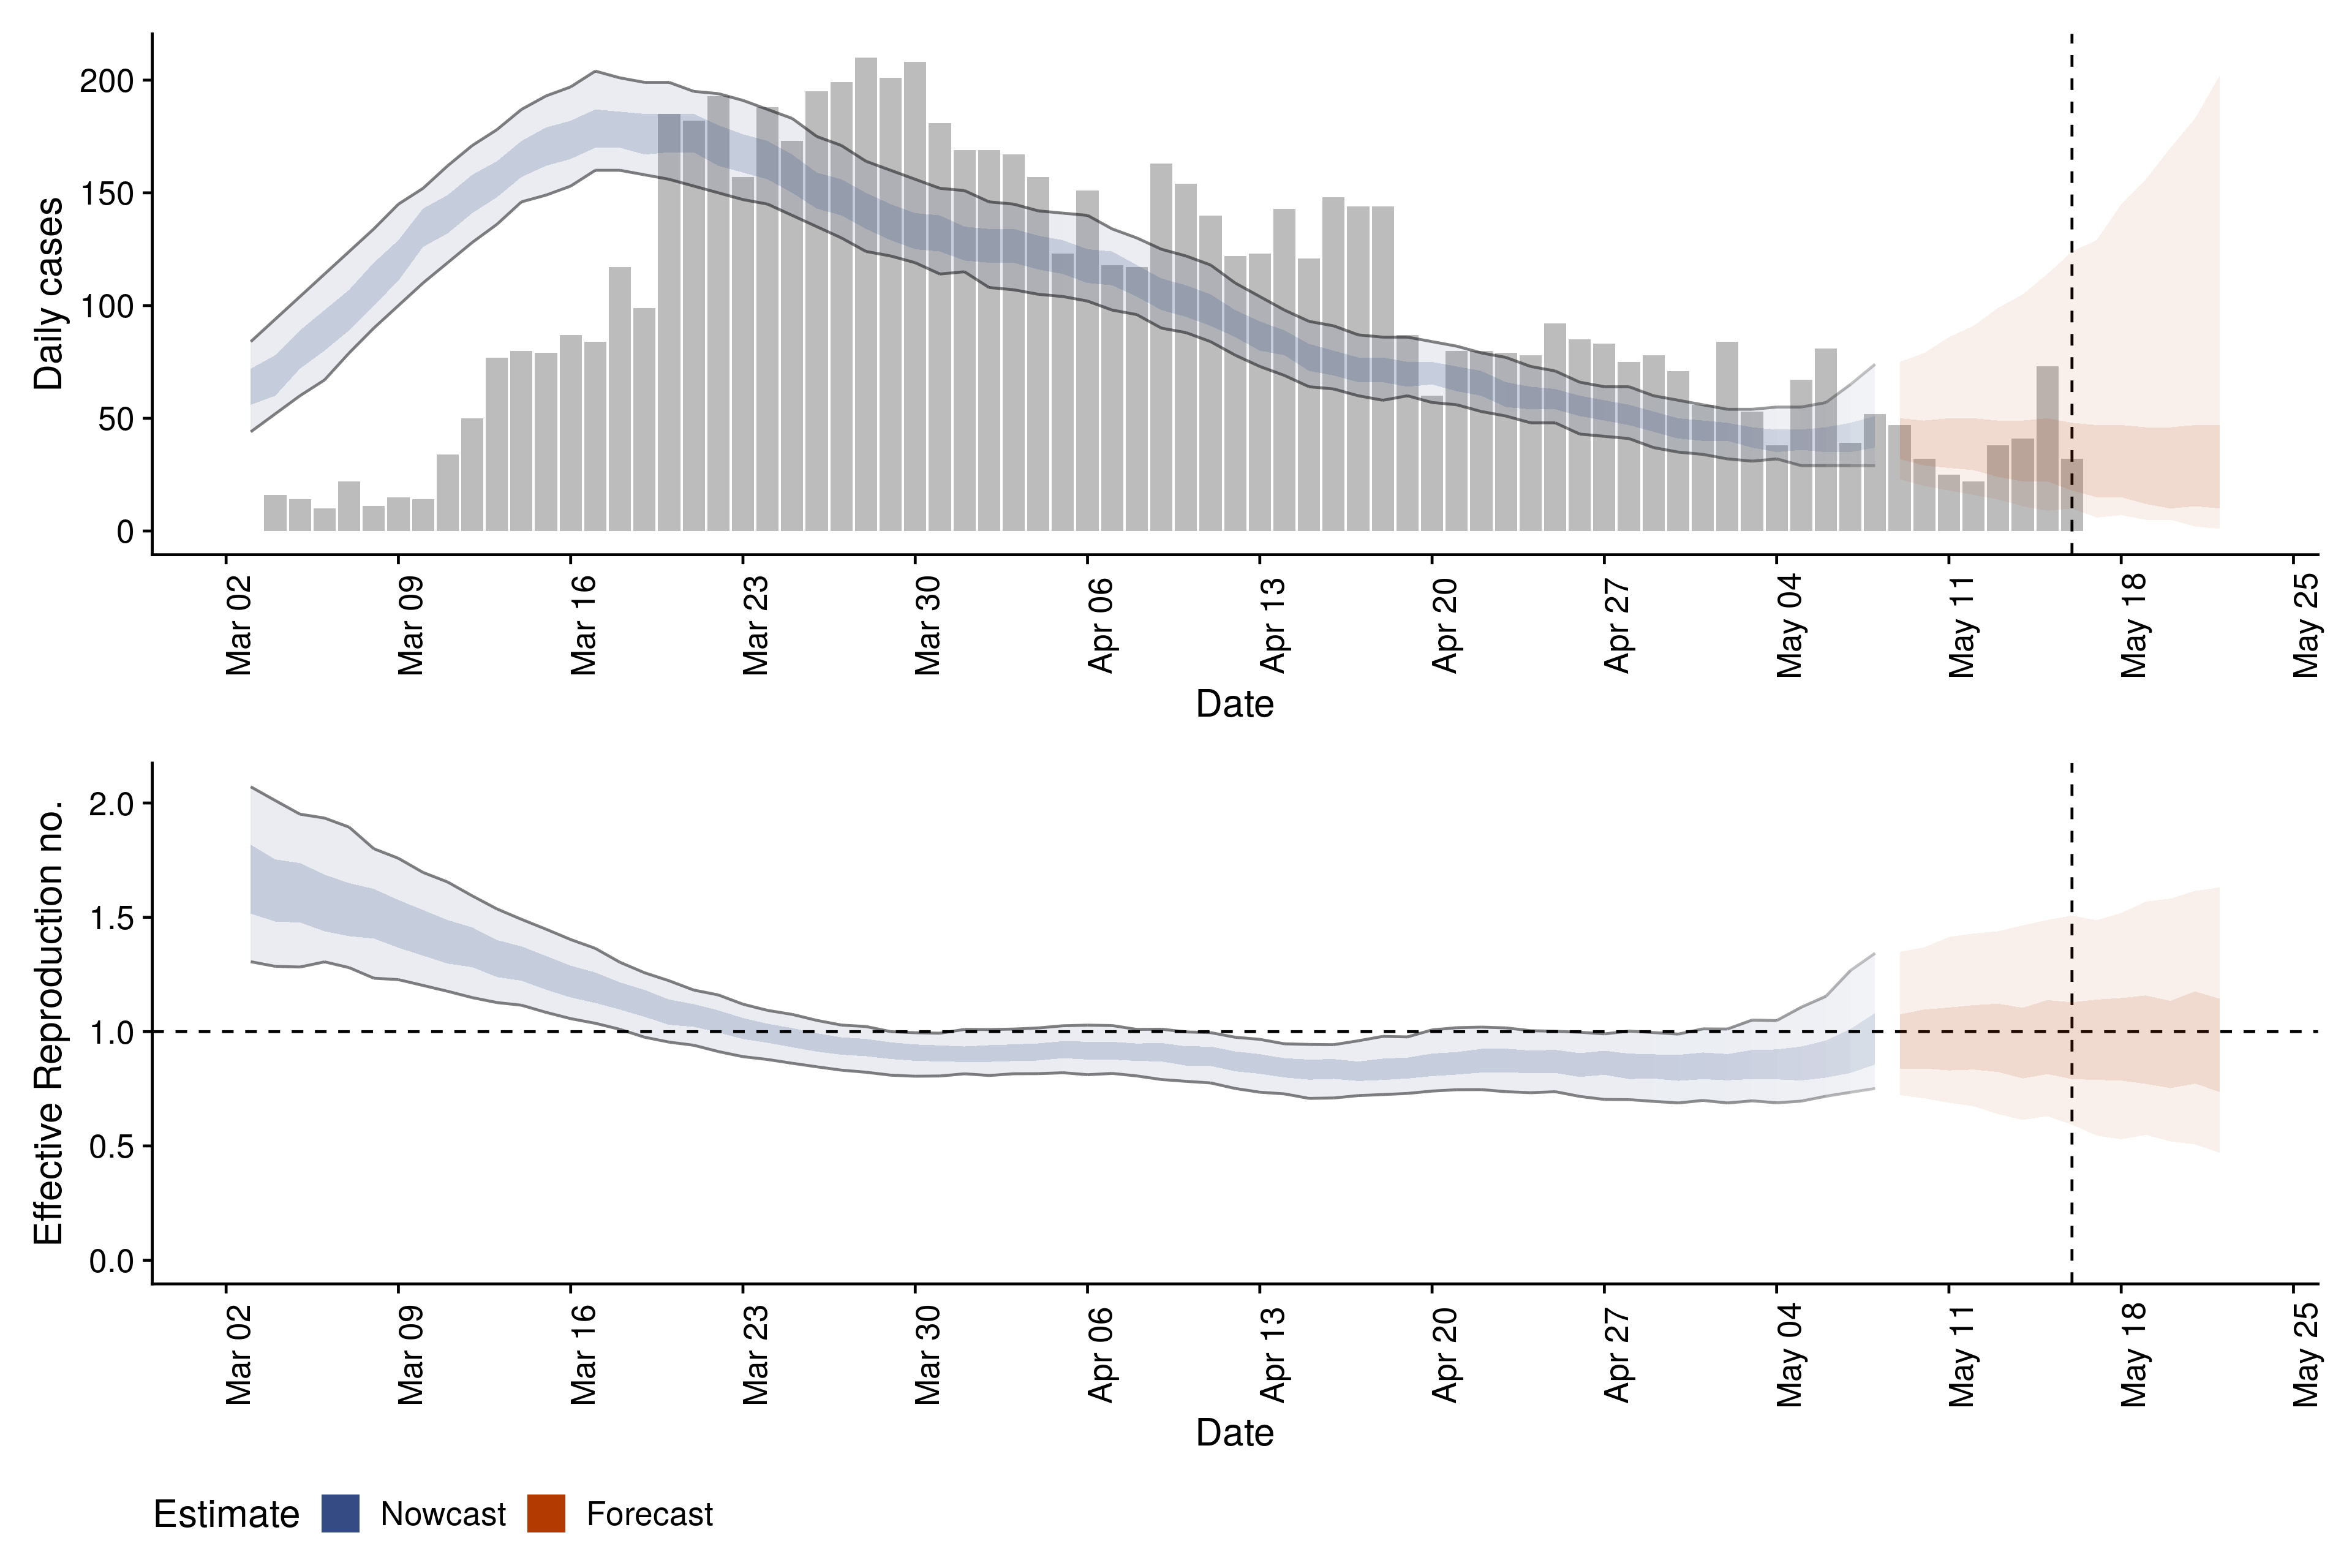 Daily cases
200
150
100
50
0
Mar 02
Mar 09
Mar 16
Mar 23
Mar 30
Apr 06
Apr 13
Apr 20
Apr 27
May 04
May 11
May 18
May 25
Date
Effective Reproduction no.
2.0
1.5
1.0
0.5
0.0
Mar 02
Mar 09
Mar 16
Mar 23
Mar 30
Apr 06
Apr 13
Apr 20
Apr 27
May 04
May 11
May 18
May 25
Date
Estimate Nowcast Forecast